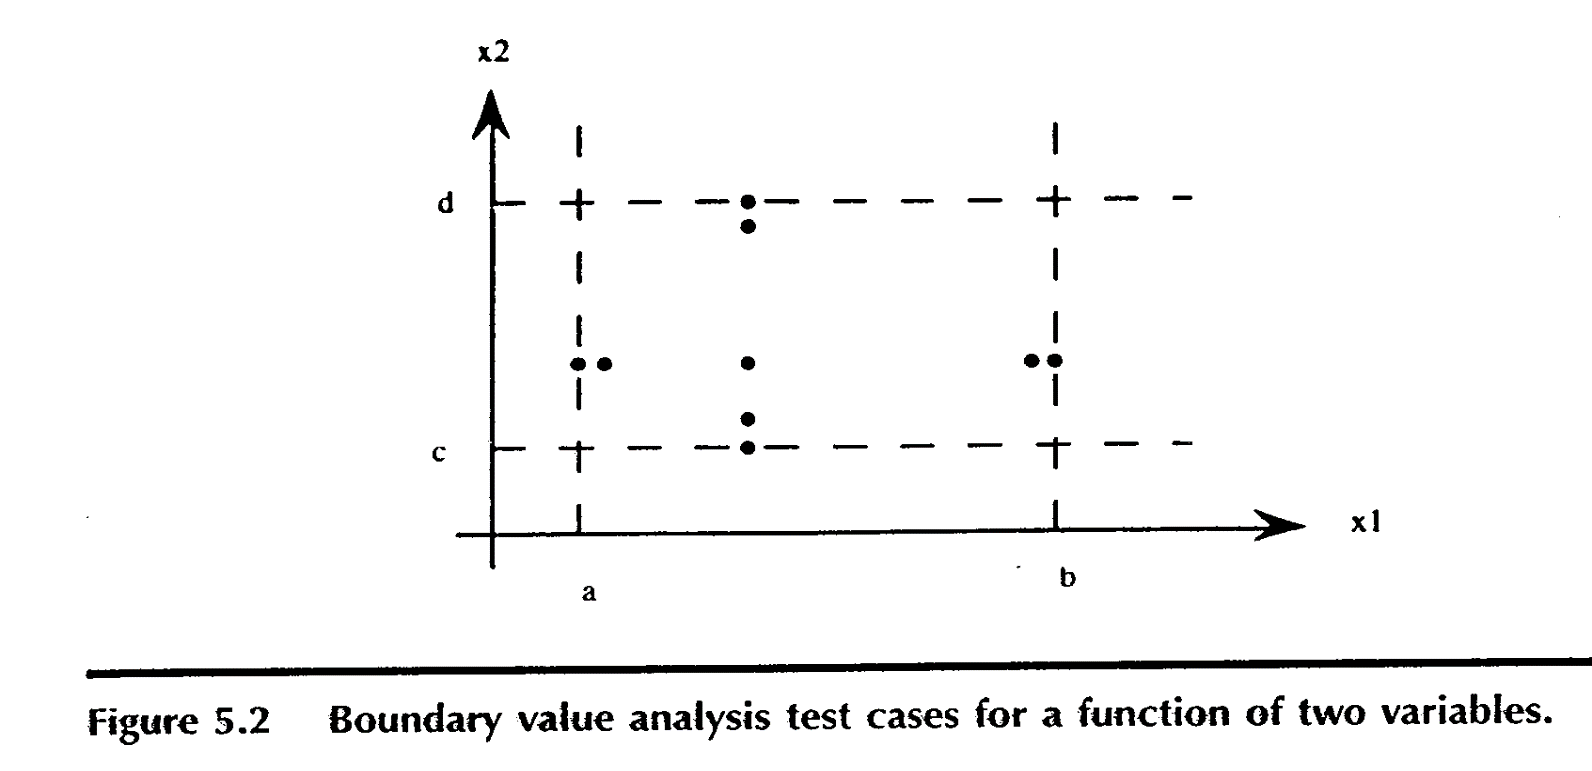 x2
d
c
x1
a
b
Figure 5.2 Boundary value analysis test cases for a function of two variables.